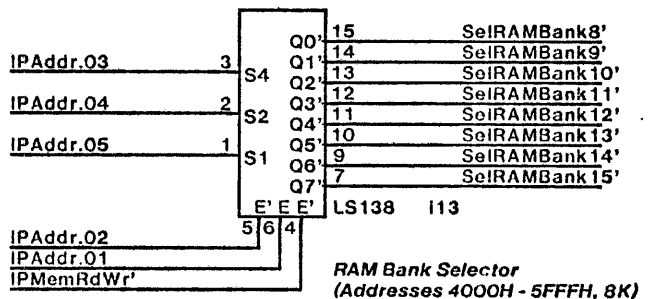 15 SelRAMBank8'
Q0'
14 SelRAMBank9'
Q1'
IPAddr.03 3 S4
13 SelRAMBank10'
Q2'
12 SelRAMBank11'
Q3'
IPAddr.04 2 S2
11 SelRAMBank12'
Q4'
10 SelRAMBank13'
Q5'
IPAddr.05 1 S1
9 SelRAMBank14'
Q6'
7 SelRAMBank15'
Q7'
E' E E' LS138 i13
5 6 4
IPAddr.02
IPAddr.01
IPMemRdWr'
RAM Bank Selector
(Addresses 4000H - 5FFFH, 8K)